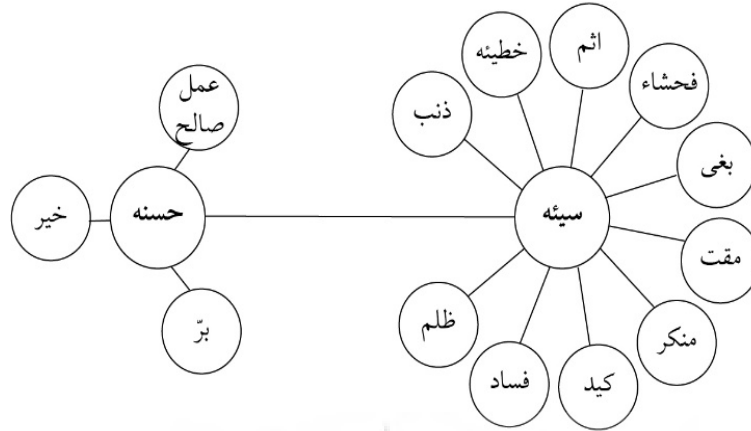 اثم
خطیئه
فحشاء
ذنب
بغی
سیئه
مقت
منکر
کید
فساد
ظلم
عمل
صالح
حسنه
خیر
برّ